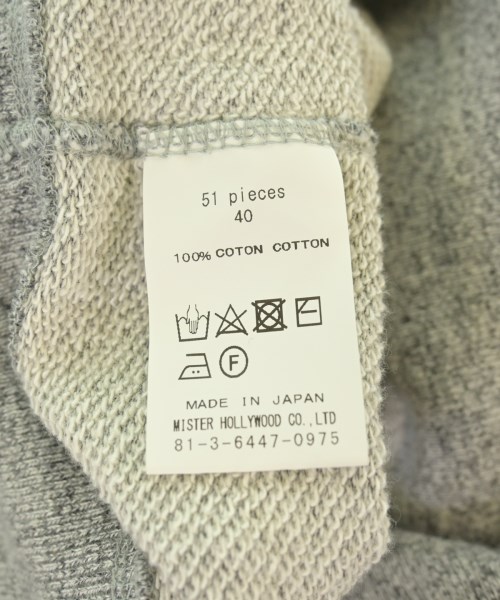 51 pieces
40
100% COTON COTTON
F
MADE IN JAPAN
MISTER HOLLYWOOD CO.,LTD
81-3-6447-0975